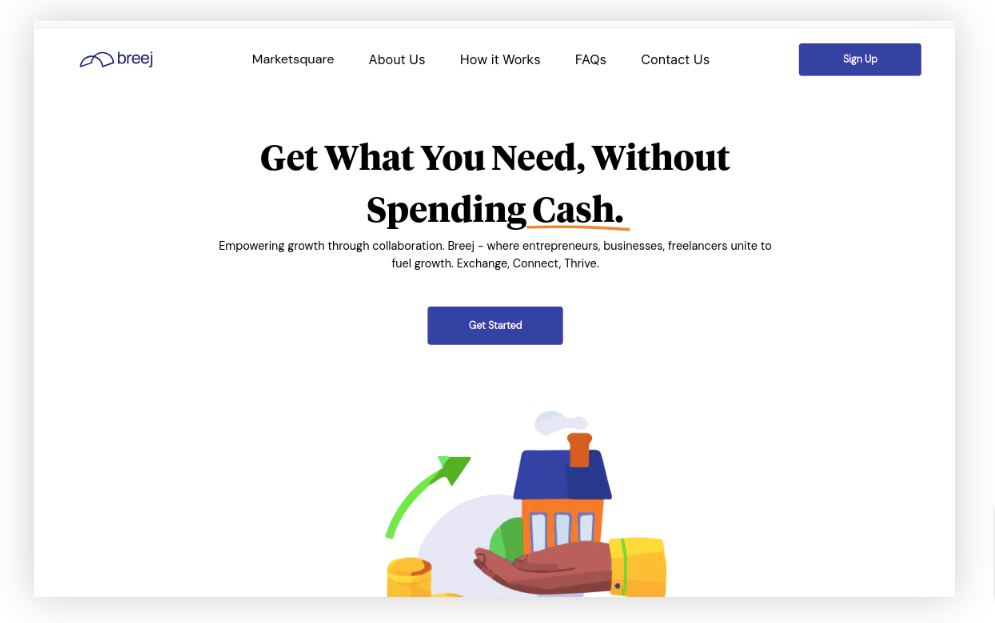 breej
Marketsquare
About Us
How it Works
FAQs
Contact Us
Sign Up
Get What You Need, Without
Spending Cash.
Empowering growth through collaboration. Breej - where entrepreneurs, businesses, freelancers unite to
fuel growth. Exchange, Connect, Thrive.
Get Started